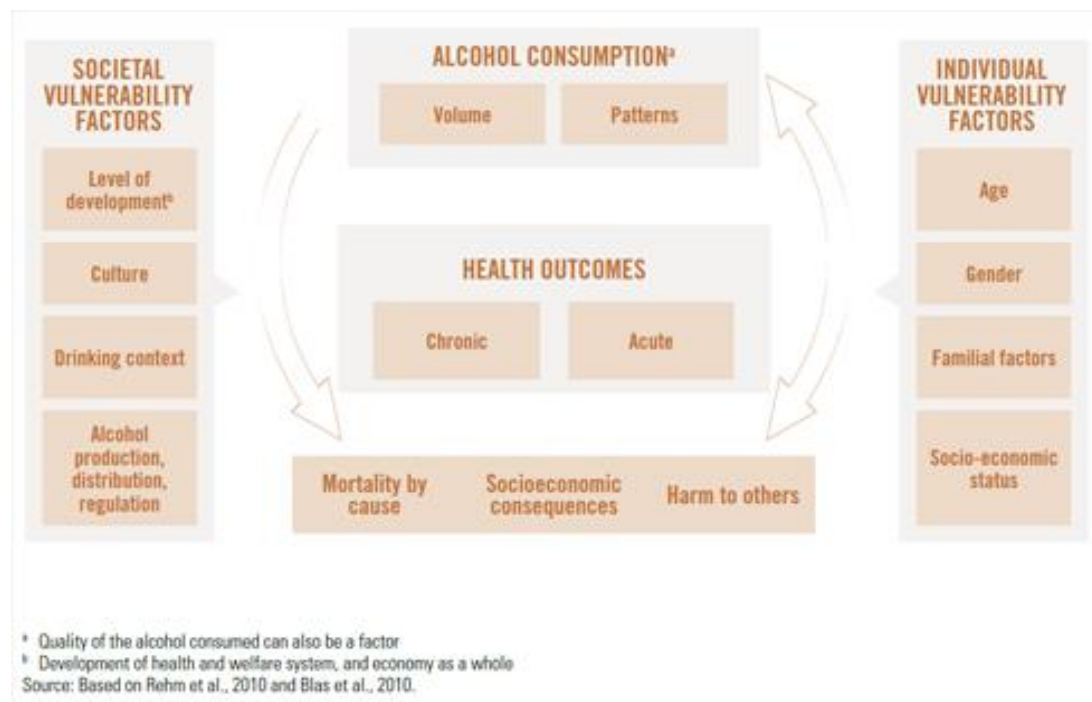 SOCIETAL
VULNERABILITY
FACTORS
Level of
developmentᵇ
Culture
Drinking context
Alcohol
production,
distribution,
regulation
ALCOHOL CONSUMPTIONᵃ
Volume
Patterns
HEALTH OUTCOMES
Chronic
Acute
Mortality by
cause
Socioeconomic
consequences
Harm to others
INDIVIDUAL
VULNERABILITY
FACTORS
Age
Gender
Familial factors
Socio-economic
status
ᵃ Quality of the alcohol consumed can also be a factor
ᵇ Development of health and welfare system, and economy as a whole
Source: Based on Rehm et al., 2010 and Blas et al., 2010.